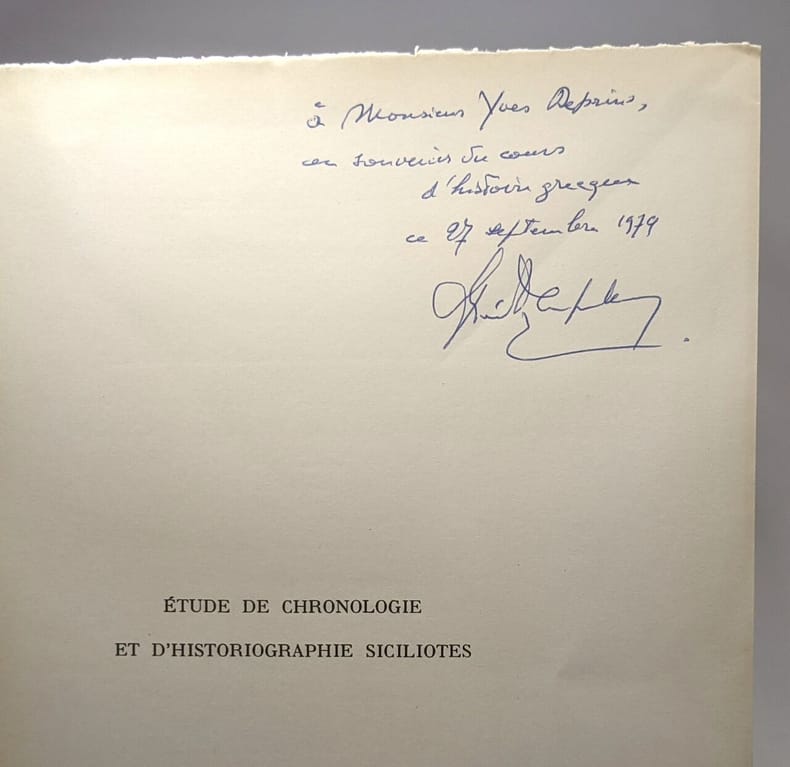 à Monsieur Yves Deprins,
en souvenir du cours
d'histoire grecque
ce 27 septembre 1979
ÉTUDE DE CHRONOLOGIE
ET D'HISTORIOGRAPHIE SICILIOTES